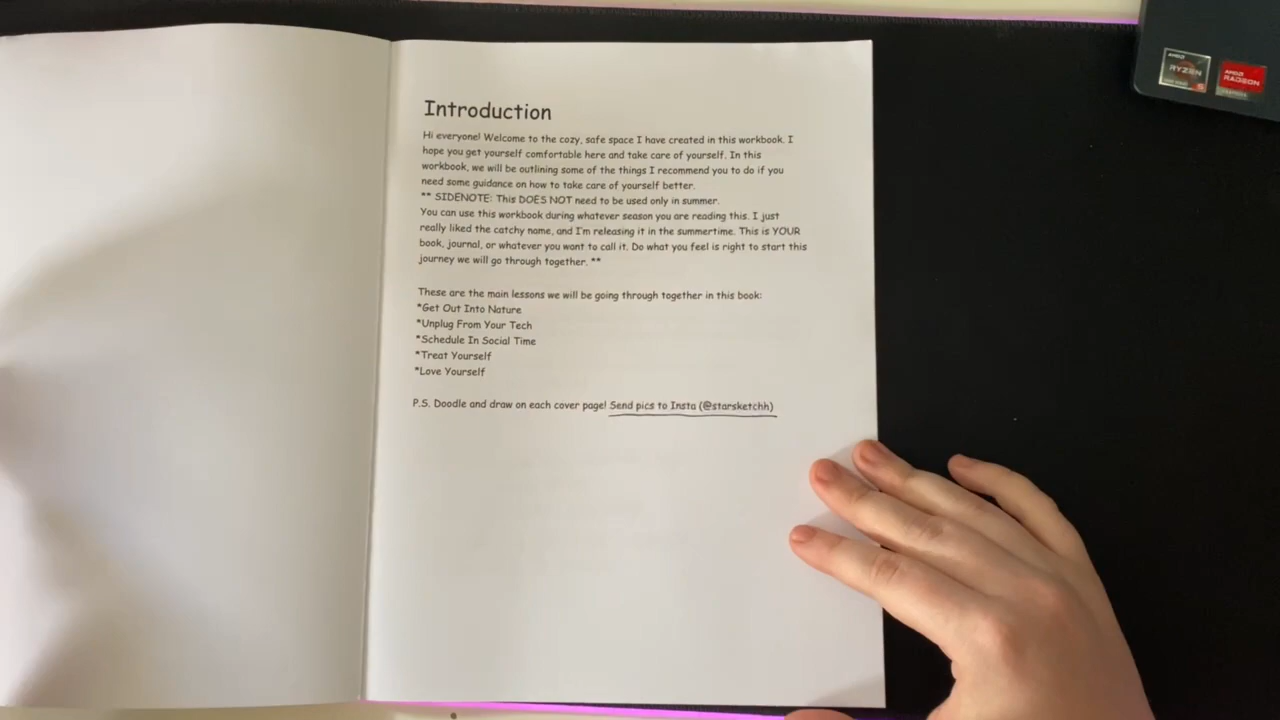 Introduction
Hi everyone! Welcome to the cozy, safe space I have created in this workbook. I
hope you get yourself comfortable here and take care of yourself. In this
workbook, we will be outlining some of the things I recommend you to do if you
need some guidance on how to take care of yourself better.
** SIDENOTE: This DOES NOT need to be used only in summer.
You can use this workbook during whatever season you are reading this. I just
really liked the catchy name, and I'm releasing it in the summertime. This is YOUR
book, journal, or whatever you want to call it. Do what you feel is right to start this
journey we will go through together. **
These are the main lessons we will be going through together in this book:
*Get Out Into Nature
*Unplug From Your Tech
*Schedule In Social Time
*Treat Yourself
*Love Yourself
P.S. Doodle and draw on each cover page! Send pics to Insta (@starsketchh)
AMD
RYZEN
5
AMD
RADEON